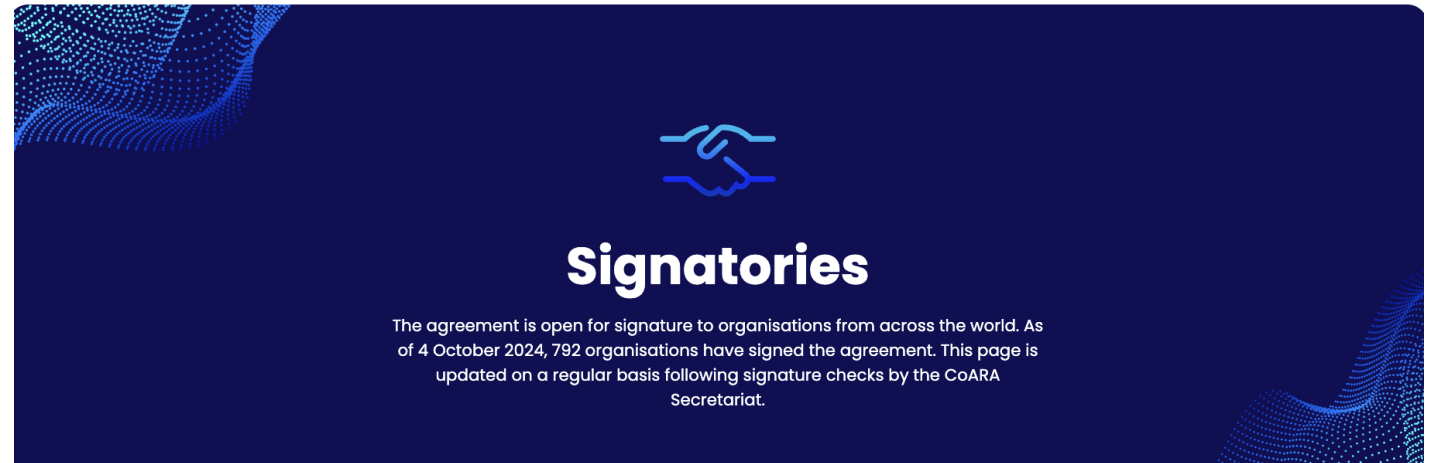 Signatories
The agreement is open for signature to organisations from across the world. As
of 4 October 2024, 792 organisations have signed the agreement. This page is
updated on a regular basis following signature checks by the CoARA
Secretariat.